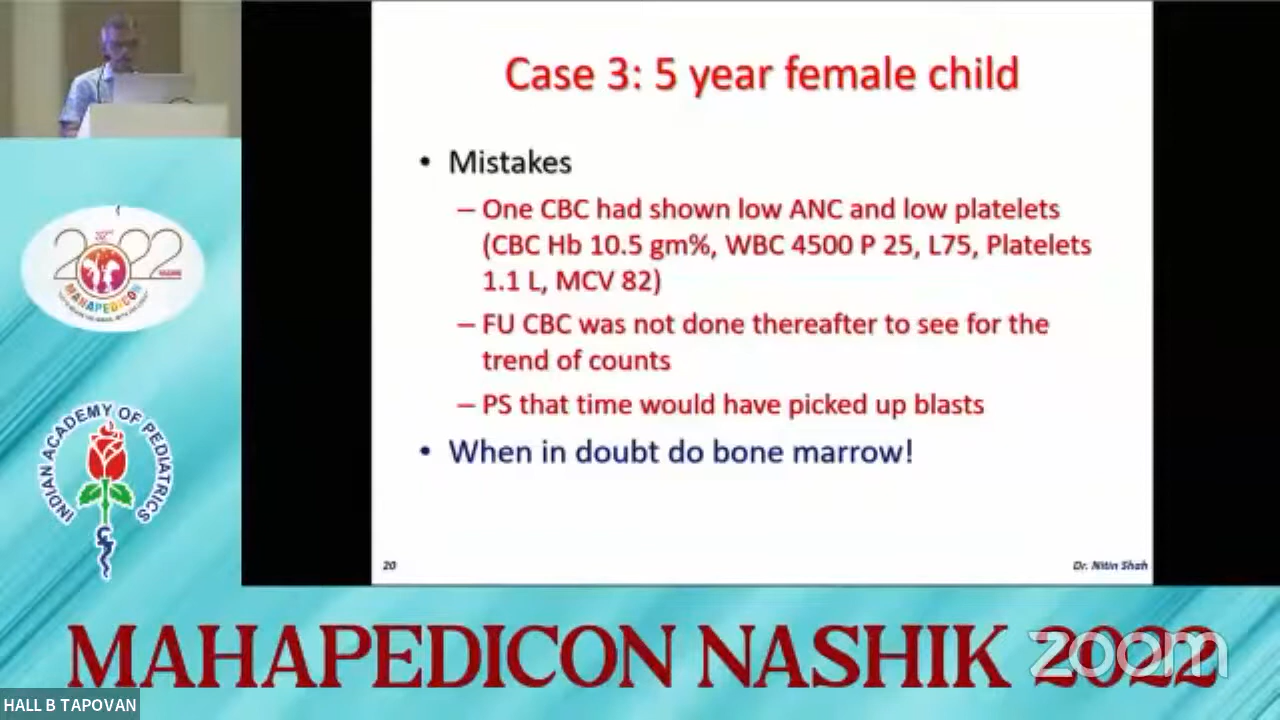 Case 3: 5 year female child
• Mistakes
– One CBC had shown low ANC and low platelets
(CBC Hb 10.5 gm%, WBC 4500 P 25, L75, Platelets
1.1 L, MCV 82)
– FU CBC was not done thereafter to see for the
trend of counts
– PS that time would have picked up blasts
• When in doubt do bone marrow!
20
Dr. Nitin Shah
2022
MAHAPEDICON
INDIAN ACADEMY OF PEDIATRICS
MAHAPEDICON NASHIK 2022
zoom
HALL B TAPOVAN